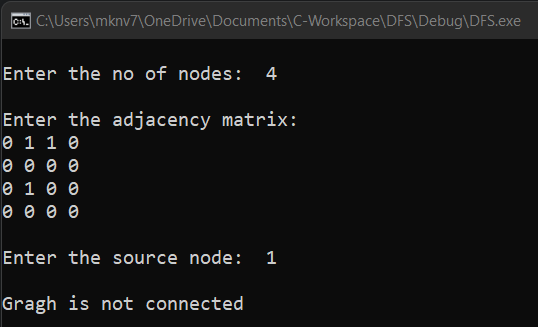 C:\Users\mknv7\OneDrive\Documents\C-Workspace\DFS\Debug\DFS.exe
Enter the no of nodes:  4
Enter the adjacency matrix:
0 1 1 0
0 0 0 0
0 1 0 0
0 0 0 0
Enter the source node:  1
Gragh is not connected